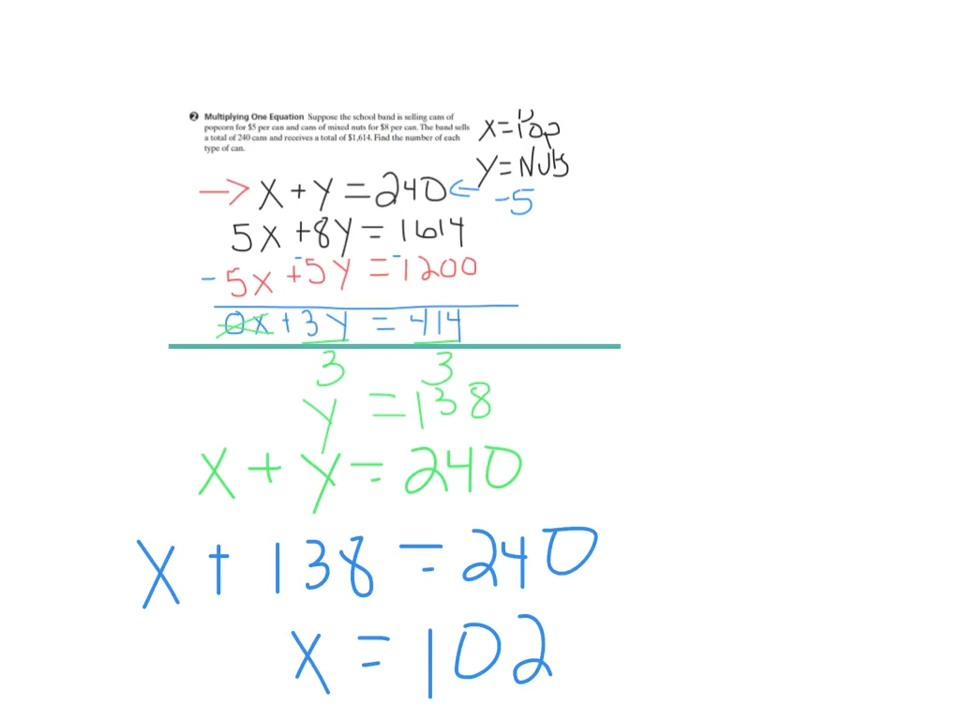 2 Multiplying One Equation Suppose the school band is selling cans of
popcorn for $5 per can and cans of mixed nuts for $8 per can. The band sells
a total of 240 cans and receives a total of $1,614. Find the number of each
type of can.
x = Pop
y = Nuts
→ x + y = 240 ← -5
5x + 8y = 1614
-5x + -5y = -1200
0x + 3y = 414
3 3
y = 138
x + y = 240
x + 138 = 240
x = 102